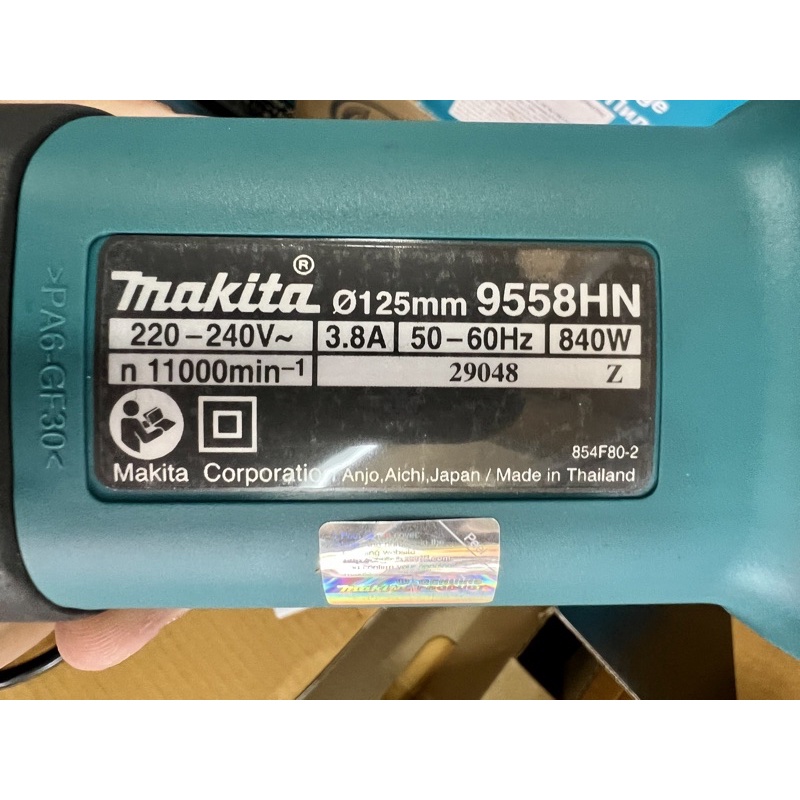 Makita® Ø125mm 9558HN
220-240V~ 3.8A 50-60Hz 840W
n 11000min-1 29048 Z
854F80-2
Makita Corporation Anjo,Aichi,Japan / Made in Thailand
>PA6-GF30<